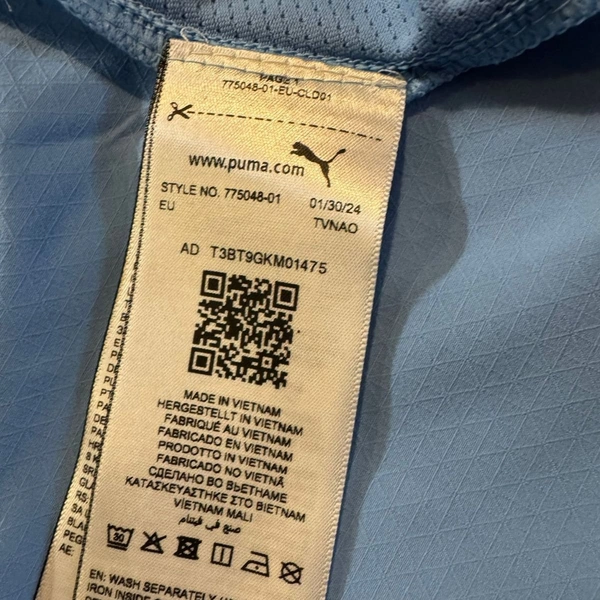 PAGE 1
775048-01-EU-CLD01
www.puma.com
STYLE NO. 775048-01 01/30/24
EU TVNAO
AD T3BT9GKM01475
MADE IN VIETNAM
HERGESTELLT IN VIETNAM
FABRIQUÉ AU VIETNAM
FABRICADO EN VIETNAM
PRODOTTO IN VIETNAM
FABRICADO NO VIETNÃ
СДЕЛАНО ВО ВЬЕТНАМЕ
ΚΑΤΑΣΚΕΥΑΣΤΗΚΕ ΣΤΟ ΒΙΕΤΝΑΜ
VİETNAM MALI
صنع في فيتنام
30
EN: WASH SEPARATELY
IRON INSIDE